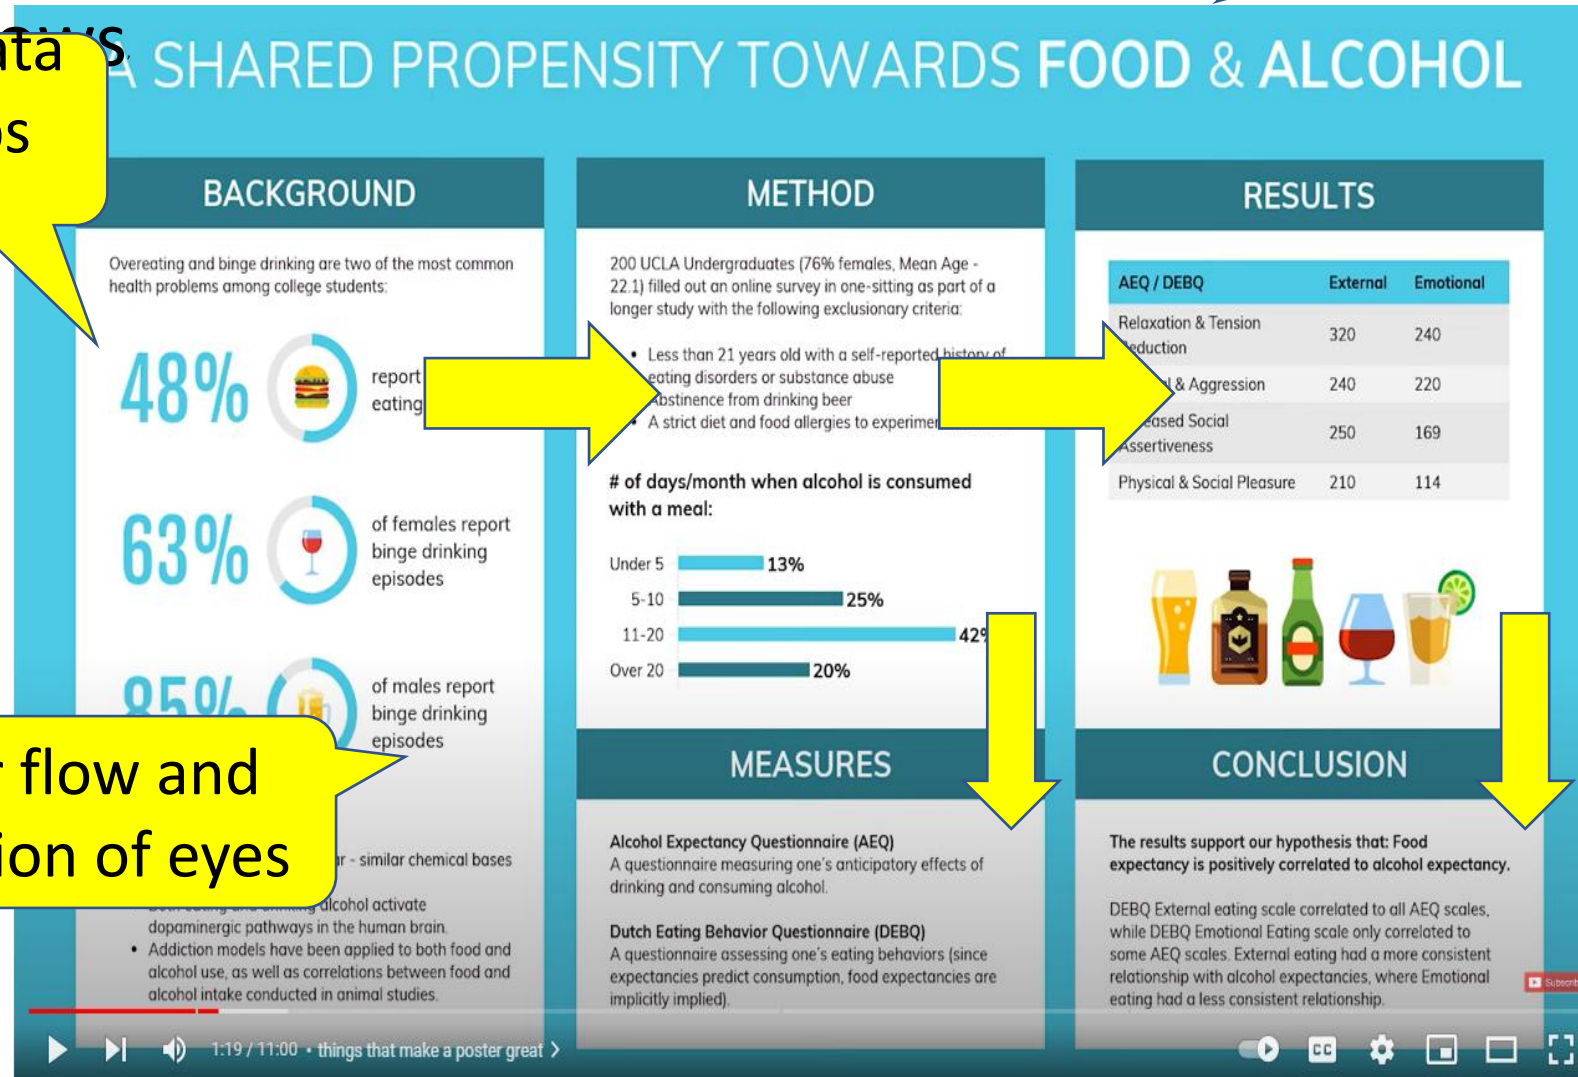 A SHARED PROPENSITY TOWARDS FOOD & ALCOHOL
BACKGROUND
Overeating and binge drinking are two of the most common
health problems among college students:
48%
report
eating
63%
of females report
binge drinking
episodes
85%
of males report
binge drinking
episodes
flow and
of eyes
- similar chemical bases
Both eating and drinking alcohol activate
dopaminergic pathways in the human brain.
• Addiction models have been applied to both food and
alcohol use, as well as correlations between food and
alcohol intake conducted in animal studies.
METHOD
200 UCLA Undergraduates (76% females, Mean Age -
22.1) filled out an online survey in one-sitting as part of a
longer study with the following exclusionary criteria:
• Less than 21 years old with a self-reported history of
eating disorders or substance abuse
Abstinence from drinking beer
• A strict diet and food allergies to
# of days/month when alcohol is consumed
with a meal:
Under 5 13%
5-10 25%
11-20 42%
Over 20 20%
MEASURES
Alcohol Expectancy Questionnaire (AEQ)
A questionnaire measuring one's anticipatory effects of
drinking and consuming alcohol.
Dutch Eating Behavior Questionnaire (DEBQ)
A questionnaire assessing one's eating behaviors (since
expectancies predict consumption, food expectancies are
implicitly implied).
RESULTS
AEQ / DEBQ External Emotional
Relaxation & Tension
Reduction 320 240
& Aggression 240 220
Social
Assertiveness 250 169
Physical & Social Pleasure 210 114
CONCLUSION
The results support our hypothesis that: Food
expectancy is positively correlated to alcohol expectancy.
DEBQ External eating scale correlated to all AEQ scales,
while DEBQ Emotional Eating scale only correlated to
some AEQ scales. External eating had a more consistent
relationship with alcohol expectancies, where Emotional
eating had a less consistent relationship.
1:19 / 11:00 • things that make a poster great >
CC